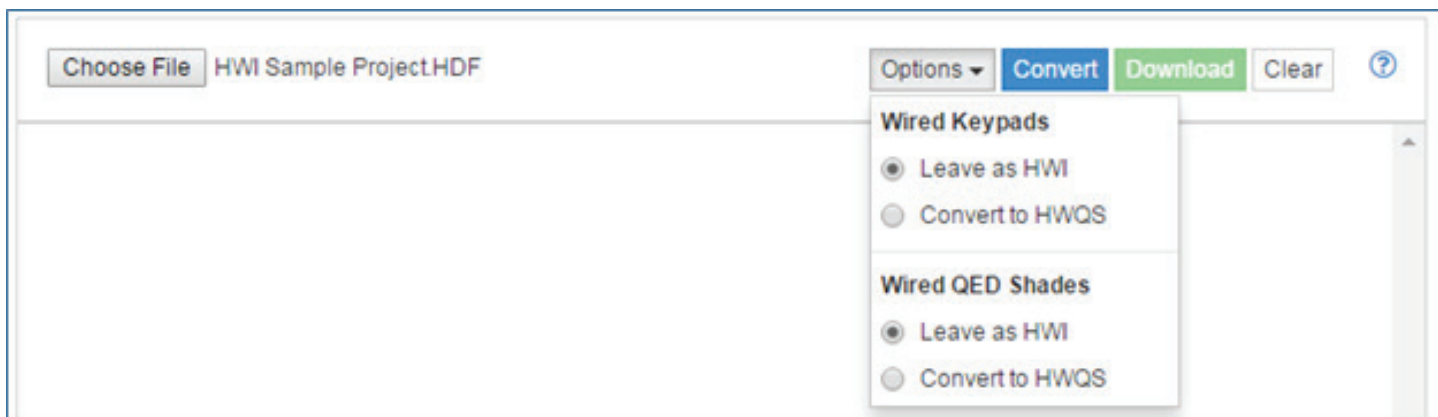 Choose File HWI Sample Project.HDF Options Convert Download Clear ?
Wired Keypads
Leave as HWI
Convert to HWQS
Wired QED Shades
Leave as HWI
Convert to HWQS